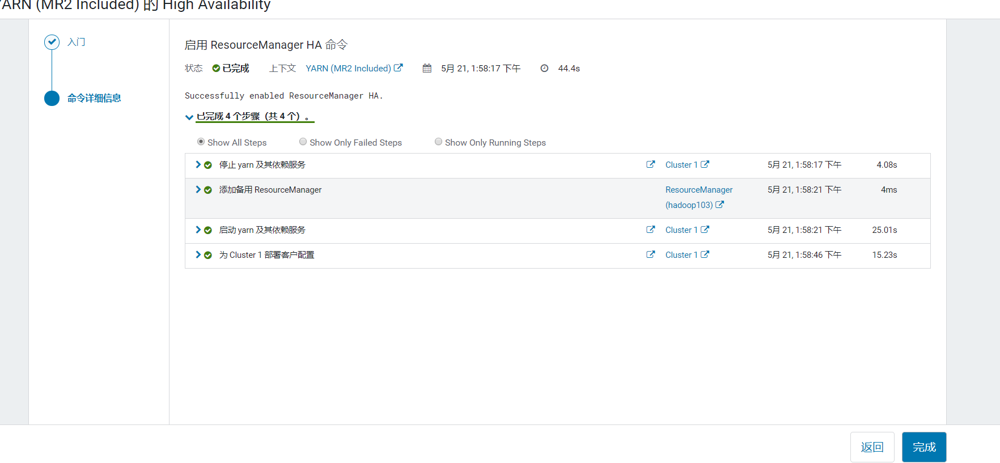 YARN (MR2 Included) 的 High Availability
入门
命令详细信息
启用 ResourceManager HA 命令
状态 已完成 上下文 YARN (MR2 Included) 5月 21, 1:58:17 下午 44.4s
Successfully enabled ResourceManager HA.
已完成 4 个步骤（共 4 个）。
Show All Steps Show Only Failed Steps Show Only Running Steps
停止 yarn 及其依赖服务 Cluster 1 5月 21, 1:58:17 下午 4.08s
添加备用 ResourceManager ResourceManager (hadoop103) 5月 21, 1:58:21 下午 4ms
启动 yarn 及其依赖服务 Cluster 1 5月 21, 1:58:21 下午 25.01s
为 Cluster 1 部署客户配置 Cluster 1 5月 21, 1:58:46 下午 15.23s
返回 完成